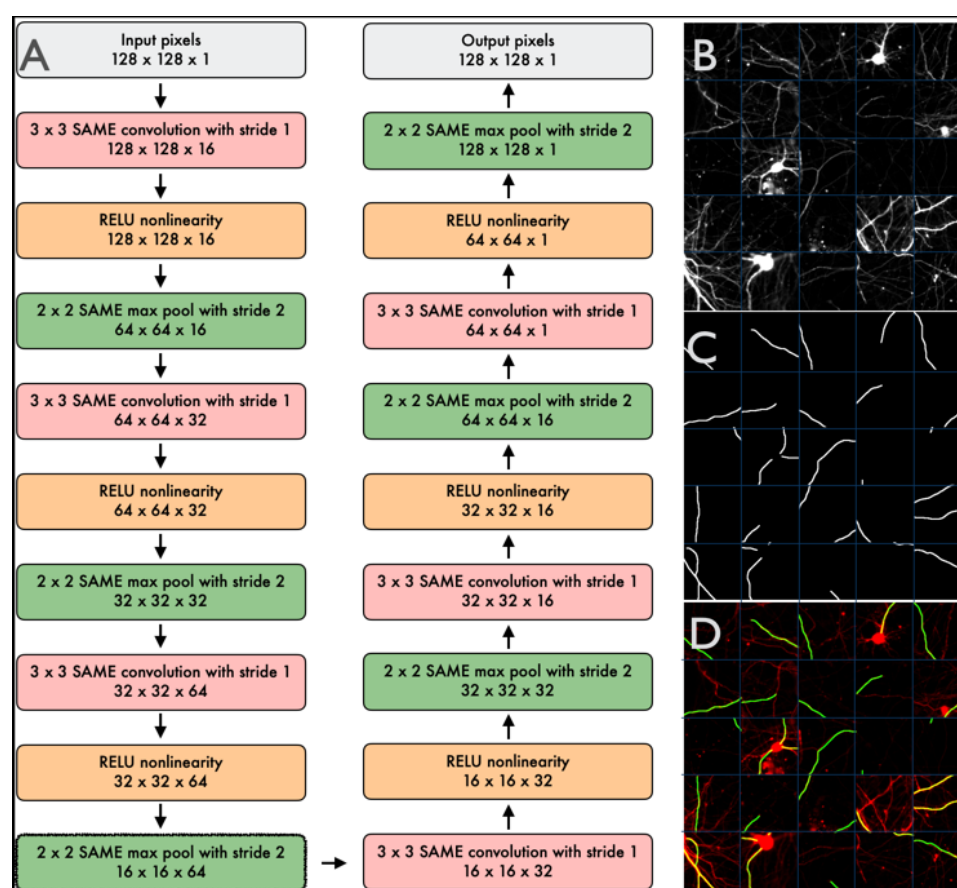 A
Input pixels
128 x 128 x 1
3 x 3 SAME convolution with stride 1
128 x 128 x 16
RELU nonlinearity
128 x 128 x 16
2 x 2 SAME max pool with stride 2
64 x 64 x 16
3 x 3 SAME convolution with stride 1
64 x 64 x 32
RELU nonlinearity
64 x 64 x 32
2 x 2 SAME max pool with stride 2
32 x 32 x 32
3 x 3 SAME convolution with stride 1
32 x 32 x 64
RELU nonlinearity
32 x 32 x 64
2 x 2 SAME max pool with stride 2
16 x 16 x 64
Output pixels
128 x 128 x 1
2 x 2 SAME max pool with stride 2
128 x 128 x 1
RELU nonlinearity
64 x 64 x 1
3 x 3 SAME convolution with stride 1
64 x 64 x 1
2 x 2 SAME max pool with stride 2
64 x 64 x 16
RELU nonlinearity
32 x 32 x 16
3 x 3 SAME convolution with stride 1
32 x 32 x 16
2 x 2 SAME max pool with stride 2
32 x 32 x 32
RELU nonlinearity
16 x 16 x 32
3 x 3 SAME convolution with stride 1
16 x 16 x 32
B
C
D